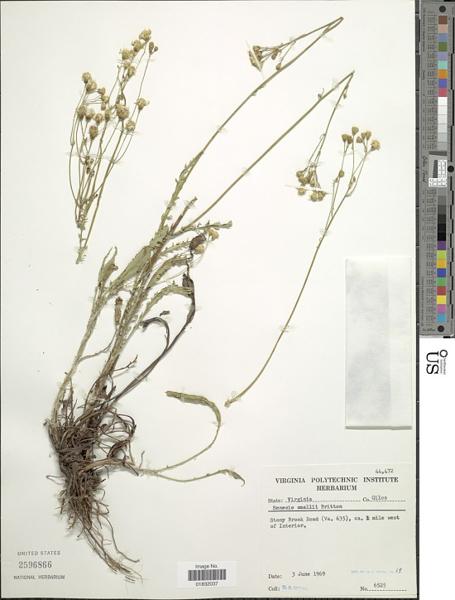 44,472
VIRGINIA POLYTECHNIC INSTITUTE
HERBARIUM
State: Virginia Co. Giles
Senecio smallii Britton
Stony Brook Road (Va. 635), ca. ½ mile west
of Interior.
Date: 3 June 1969
Coll: No. 6525
UNITED STATES
2596866
NATIONAL HERBARIUM
Image No.
01832037
US